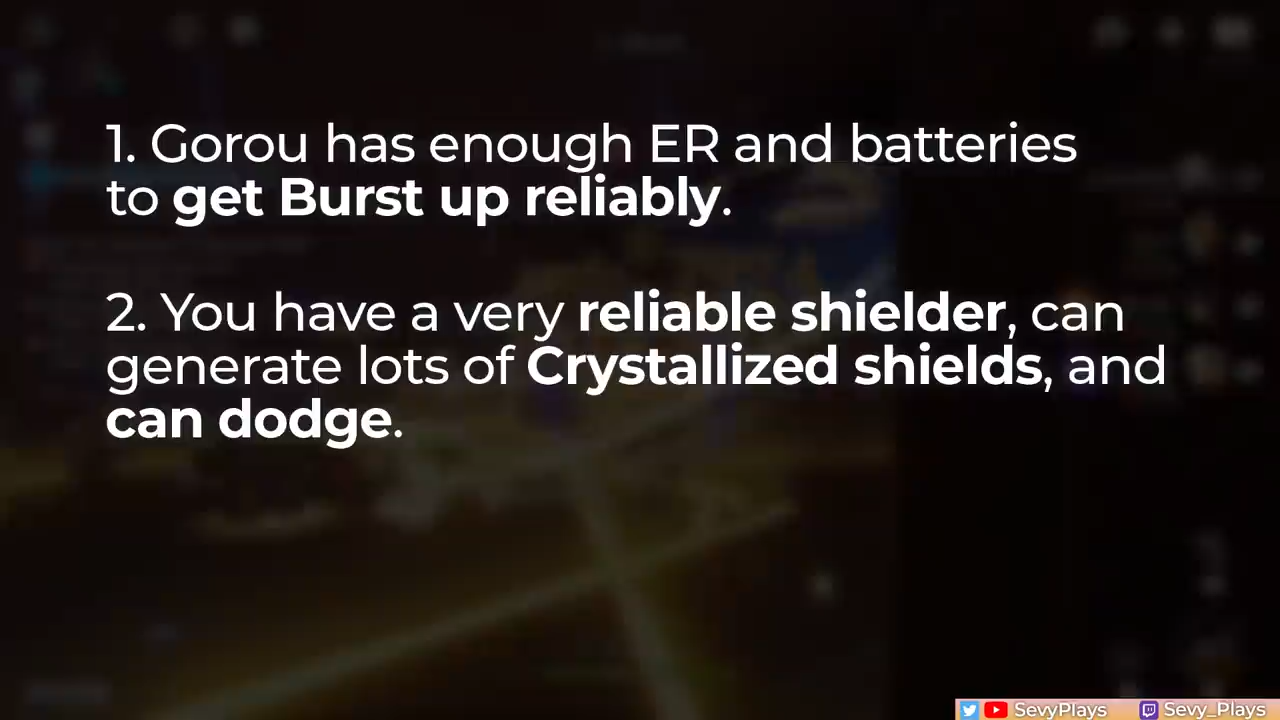 1. Gorou has enough ER and batteries
to get Burst up reliably.
2. You have a very reliable shielder, can
generate lots of Crystallized shields, and
can dodge.
SevyPlays Sevy_Plays